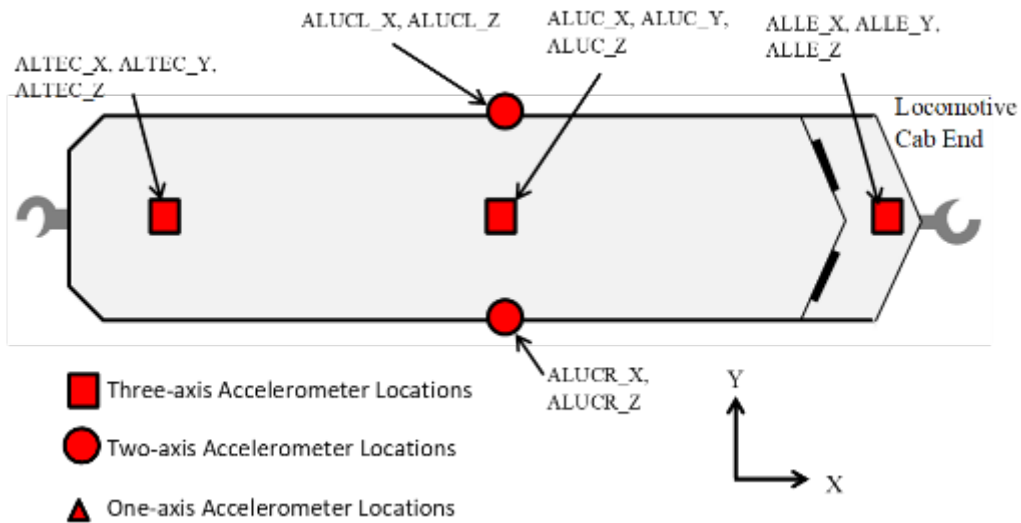 ALUCL_X, ALUCL_Z
ALUC_X, ALUC_Y,
ALUC_Z
ALLE_X, ALLE_Y,
ALLE_Z
ALTEC_X, ALTEC_Y,
ALTEC_Z
Locomotive
Cab End
ALUCR_X,
ALUCR_Z
Three-axis Accelerometer Locations
Two-axis Accelerometer Locations
One-axis Accelerometer Locations
Y
X